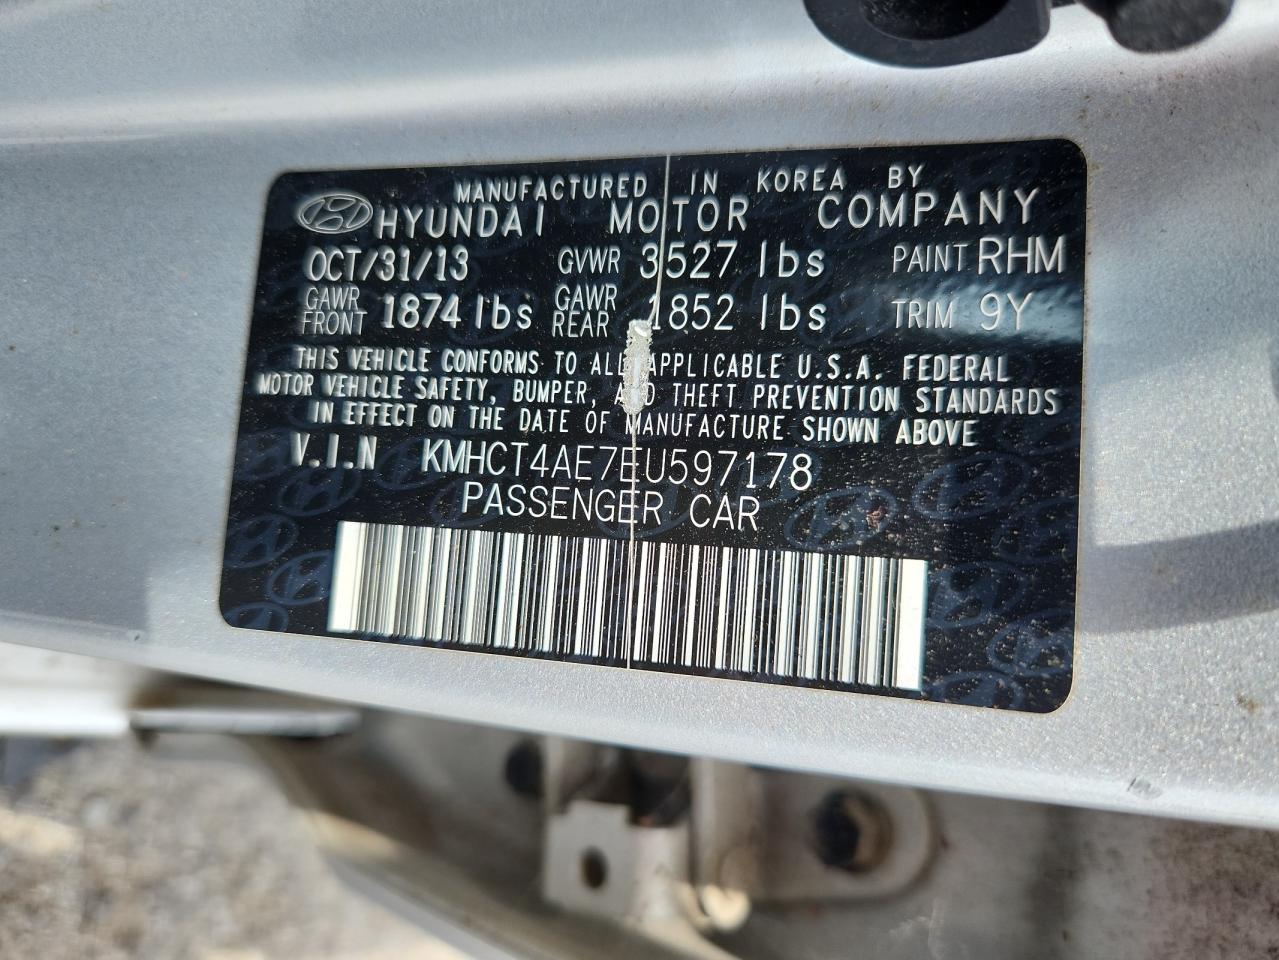 MANUFACTURED IN KOREA BY
HYUNDAI MOTOR COMPANY
OCT/31/13 GVWR 3527 lbs PAINT RHM
GAWR FRONT 1874 lbs GAWR REAR 1852 lbs TRIM 9Y
THIS VEHICLE CONFORMS TO ALL APPLICABLE U.S.A. FEDERAL
MOTOR VEHICLE SAFETY, BUMPER, AND THEFT PREVENTION STANDARDS
IN EFFECT ON THE DATE OF MANUFACTURE SHOWN ABOVE
V.I.N KMHCT4AE7EU597178
PASSENGER CAR